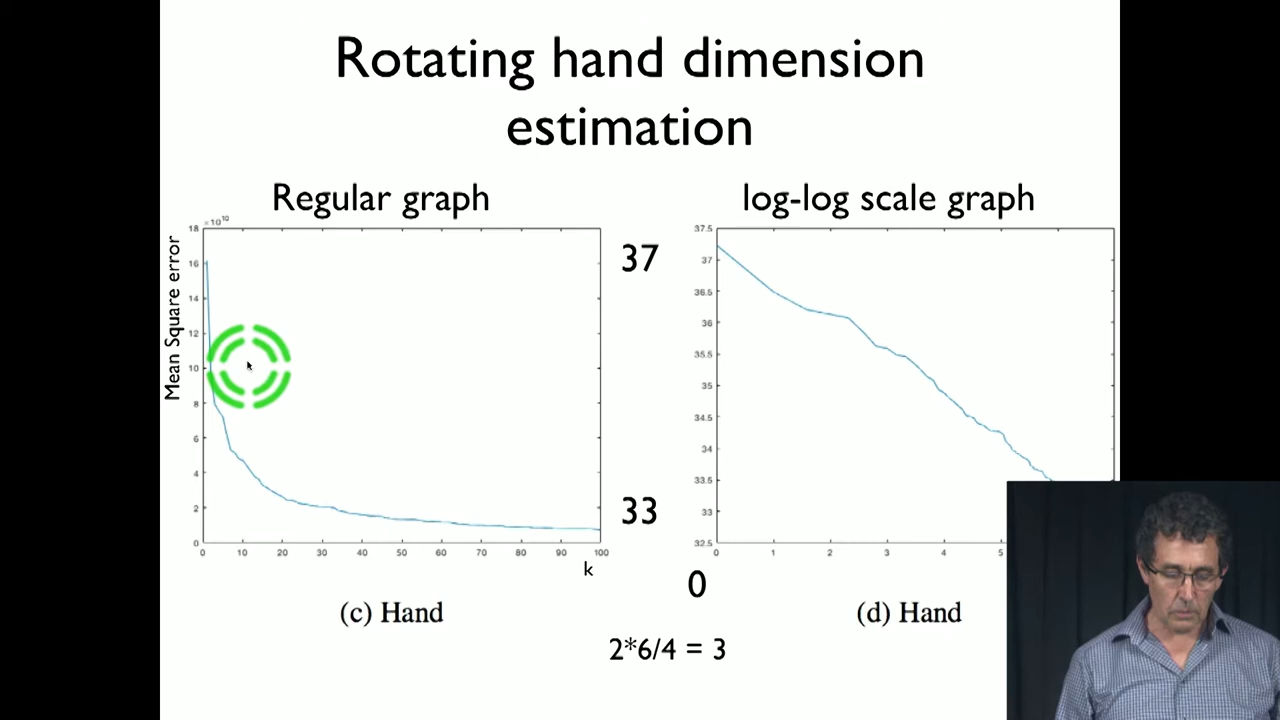 Rotating hand dimension
estimation
Regular graph
log-log scale graph
Mean Square error
× 10^10
18
16
14
12
10
8
6
4
2
0
0 10 20 30 40 50 60 70 80 90 100
k
(c) Hand
37
33
0
37.5
37
36.5
36
35.5
35
34.5
34
33.5
33
32.5
0 1 2 3 4 5
(d) Hand
2*6/4 = 3